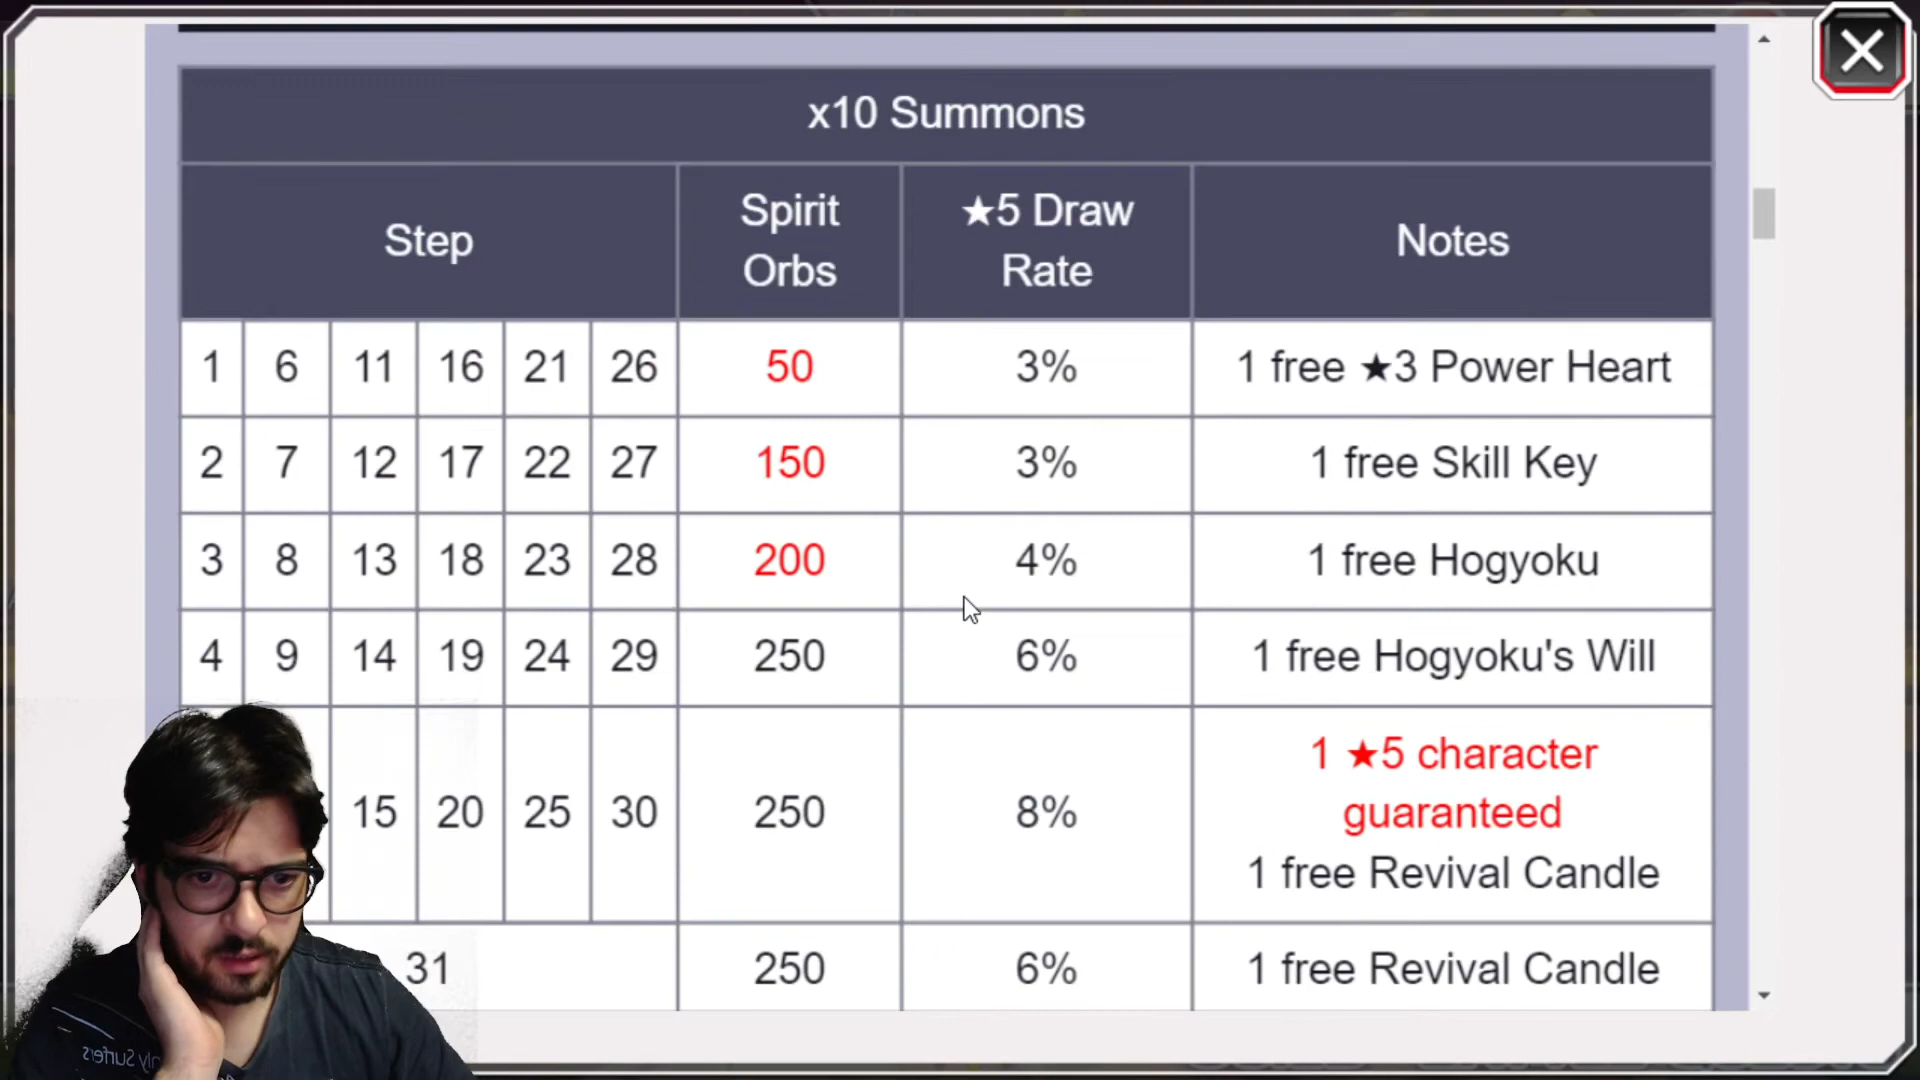 x10 Summons
Step
Spirit
Orbs
★5 Draw
Rate
Notes
1 6 11 16 21 26 50 3% 1 free ★3 Power Heart
2 7 12 17 22 27 150 3% 1 free Skill Key
3 8 13 18 23 28 200 4% 1 free Hogyoku
4 9 14 19 24 29 250 6% 1 free Hogyoku's Will
15 20 25 30 250 8% 1 ★5 character
guaranteed
1 free Revival Candle
31 250 6% 1 free Revival Candle
nly Surfers